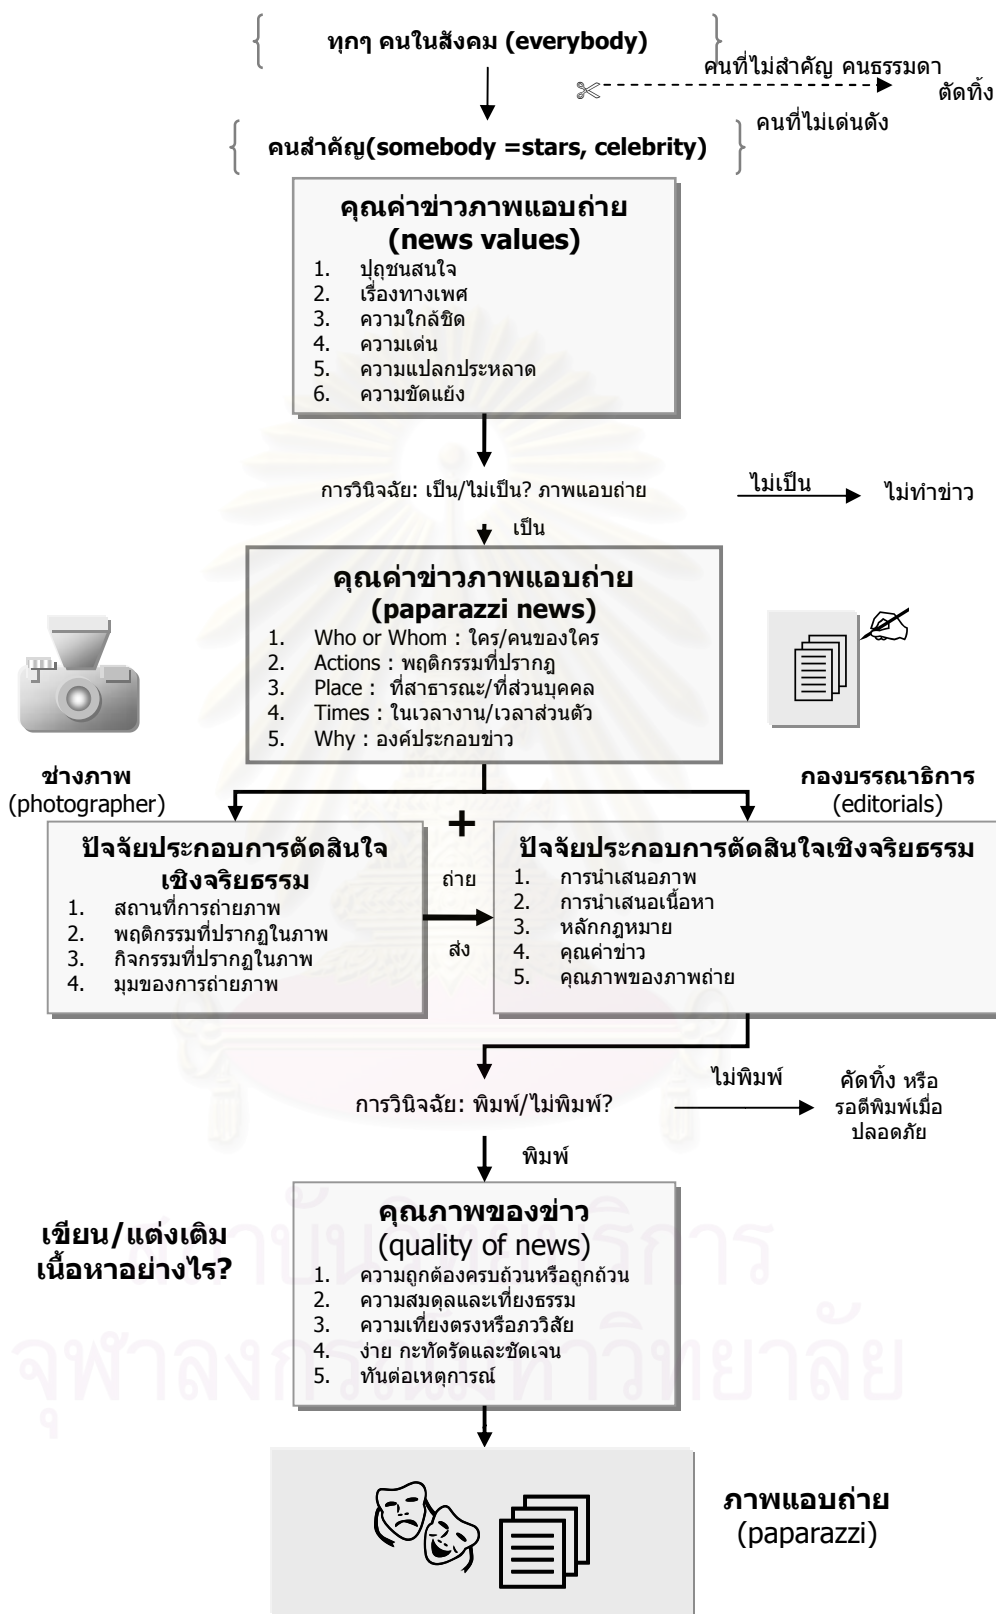 ทุกๆ คนในสังคม (everybody)
คนที่ไม่สำคัญ คนธรรมดา
ตัดทิ้ง
คนที่ไม่เด่นดัง
คนสำคัญ(somebody =stars, celebrity)
คุณค่าข่าวภาพแอบถ่าย
(news values)
1. ปุถุชนสนใจ
2. เรื่องทางเพศ
3. ความใกล้ชิด
4. ความเด่น
5. ความแปลกประหลาด
6. ความขัดแย้ง
การวินิจฉัย: เป็น/ไม่เป็น? ภาพแอบถ่าย
ไม่เป็น
ไม่ทำข่าว
เป็น
คุณค่าข่าวภาพแอบถ่าย
(paparazzi news)
1. Who or Whom : ใคร/คนของใคร
2. Actions : พฤติกรรมที่ปรากฎ
3. Place : ที่สาธารณะ/ที่ส่วนบุคคล
4. Times : ในเวลางาน/เวลาส่วนตัว
5. Why : องค์ประกอบข่าว
ช่างภาพ
(photographer)
กองบรรณาธิการ
(editorials)
+
ปัจจัยประกอบการตัดสินใจ
เชิงจริยธรรม
1. สถานที่การถ่ายภาพ
2. พฤติกรรมที่ปรากฏในภาพ
3. กิจกรรมที่ปรากฏในภาพ
4. มุมของการถ่ายภาพ
ถ่าย
ส่ง
ปัจจัยประกอบการตัดสินใจเชิงจริยธรรม
1. การนำเสนอภาพ
2. การนำเสนอเนื้อหา
3. หลักกฎหมาย
4. คุณค่าข่าว
5. คุณภาพของภาพถ่าย
การวินิจฉัย: พิมพ์/ไม่พิมพ์?
ไม่พิมพ์
คัดทิ้ง หรือ
รอตีพิมพ์เมื่อ
ปลอดภัย
พิมพ์
เขียน/แต่งเติม
เนื้อหาอย่างไร?
คุณภาพของข่าว
(quality of news)
1. ความถูกต้องครบถ้วนหรือถูกถ้วน
2. ความสมดุลและเที่ยงธรรม
3. ความเที่ยงตรงหรือภววิสัย
4. ง่าย กะทัดรัดและชัดเจน
5. ทันต่อเหตุการณ์
สถาบันวิทยบริการ
จุฬาลงกรณ์มหาวิทยาลัย
ภาพแอบถ่าย
(paparazzi)